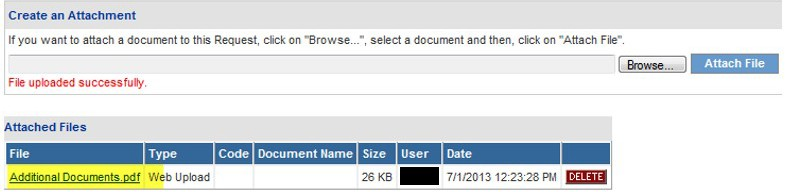 Create an Attachment
If you want to attach a document to this Request, click on "Browse...", select a document and then, click on "Attach File".
Browse... Attach File
File uploaded successfully.
Attached Files
File Type Code Document Name Size User Date
Additional Documents.pdf Web Upload 26 KB 7/1/2013 12:23:28 PM DELETE